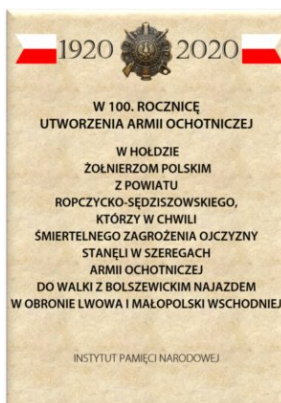 1920 2020
W 100. ROCZNICĘ
UTWORZENIA ARMII OCHOTNICZEJ
W HOŁDZIE
ŻOŁNIERZOM POLSKIM
Z POWIATU
ROPCZYCKO-SĘDZISZOWSKIEGO,
KTÓRZY W CHWILI
ŚMIERTELNEGO ZAGROŻENIA OJCZYZNY
STANĘLI W SZEREGACH
ARMII OCHOTNICZEJ
DO WALKI Z BOLSZEWICKIM NAJAZDEM
W OBRONIE LWOWA I MAŁOPOLSKI WSCHODNIEJ
INSTYTUT PAMIĘCI NARODOWEJ